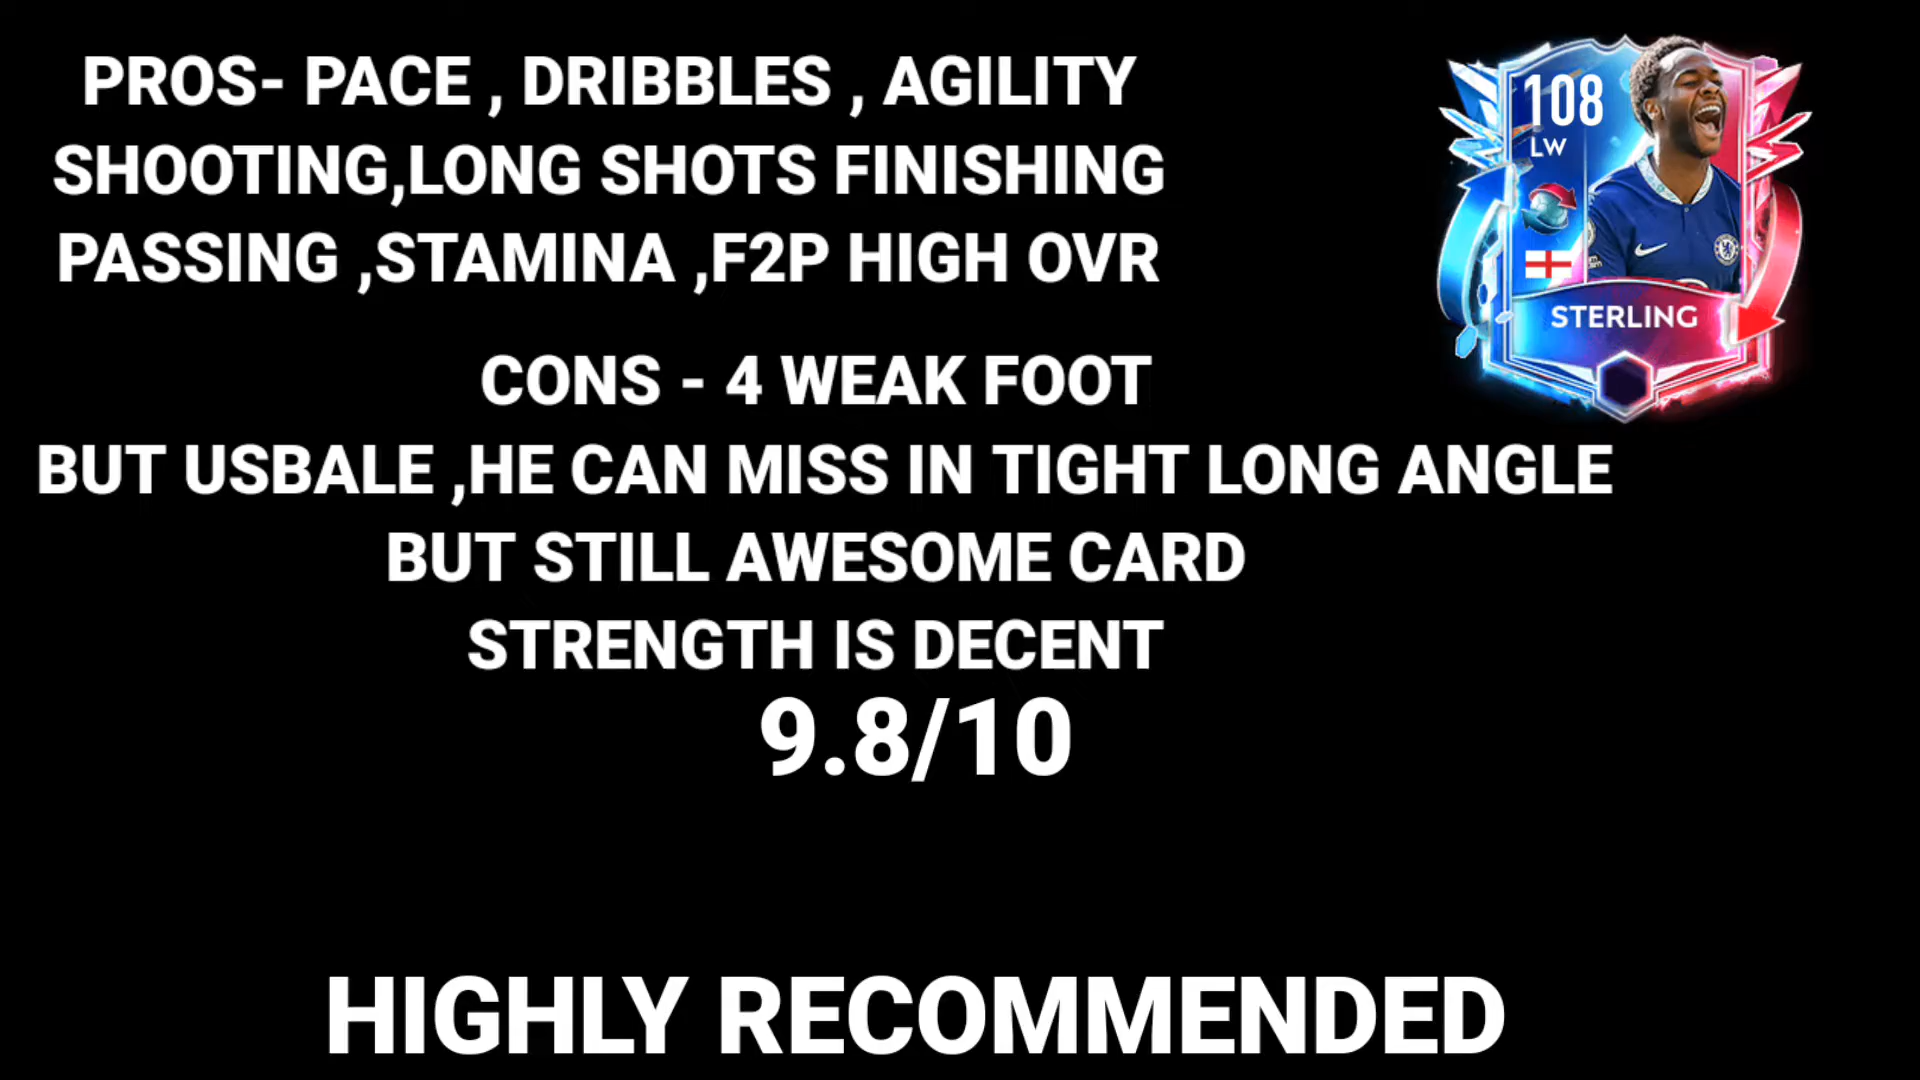 PROS- PACE , DRIBBLES , AGILITY
SHOOTING,LONG SHOTS FINISHING
PASSING ,STAMINA ,F2P HIGH OVR
108
LW
STERLING
CONS - 4 WEAK FOOT
BUT USBALE ,HE CAN MISS IN TIGHT LONG ANGLE
BUT STILL AWESOME CARD
STRENGTH IS DECENT
9.8/10
HIGHLY RECOMMENDED